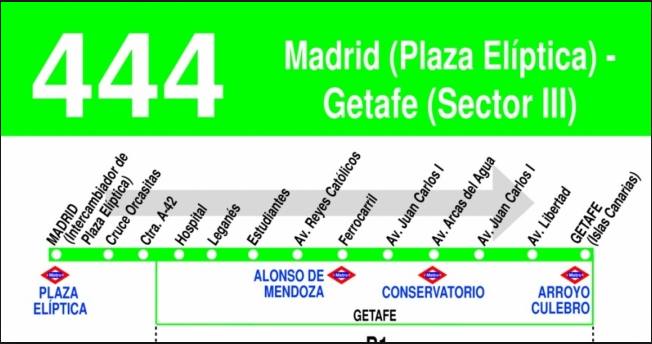 444
Madrid (Plaza Elíptica) -
Getafe (Sector III)
MADRID
(Intercambiador de
Plaza Elíptica)
Cruce Orcasitas
Ctra. A-42
Hospital
Leganés
Estudiantes
Av. Reyes Católicos
Ferrocarril
Av. Juan Carlos I
Av. Arcas del Agua
Av. Juan Carlos I
Av. Libertad
GETAFE
(Islas Canarias)
Metro
PLAZA
ELÍPTICA
Metro
ALONSO DE
MENDOZA
Metro
CONSERVATORIO
Metro
ARROYO
CULEBRO
GETAFE